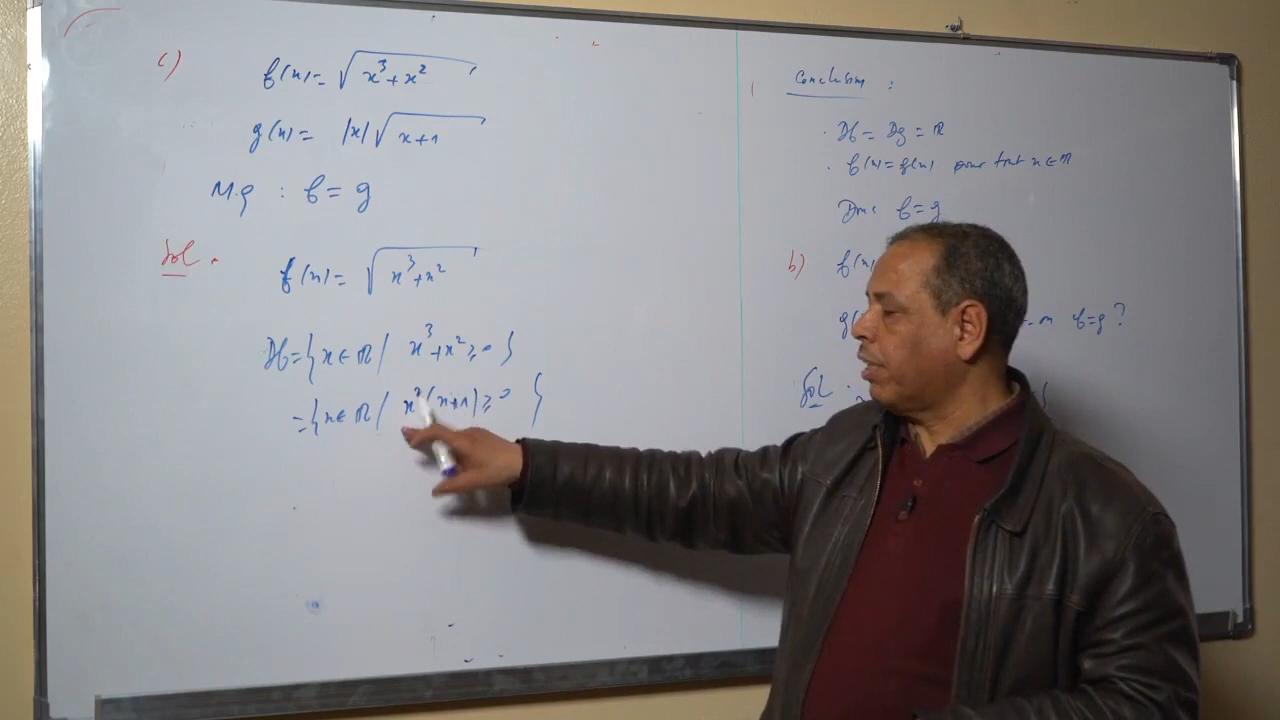 c) f(x) = √(x³ + x²)
g(x) = |x| √(x+1)
M.q : f = g
Sol.
f(x) = √(x³ + x²)
Df = { x ∈ ℝ / x³ + x² ≥ 0 }
= { x ∈ ℝ / x² (x+1) ≥ 0 }
Conclusion :
. Df = Dg = ℝ
. f(x) = g(x) pour tout x ∈ ℝ
Donc f = g
b) f(x)
g(
f = g ?
Sol